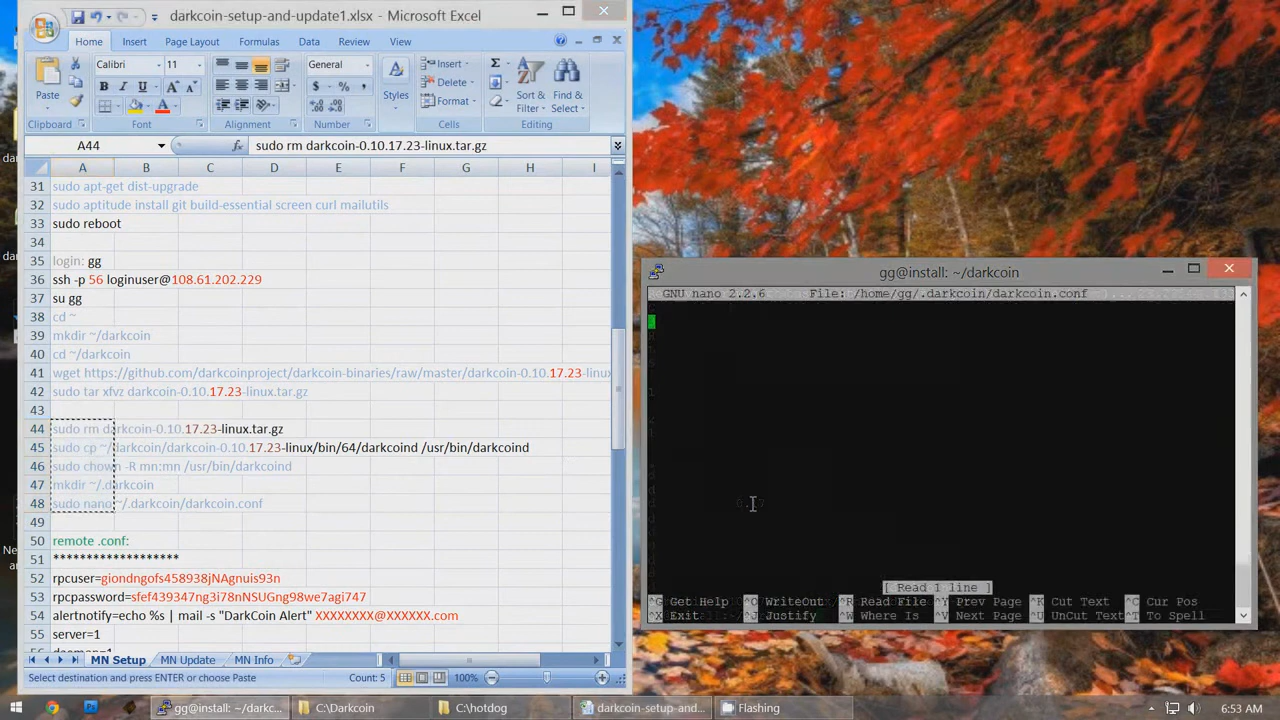 darkcoin-setup-and-update1.xlsx - Microsoft Excel
Home Insert Page Layout Formulas Data Review View
Calibri 11 General
Paste B I U $ % , Styles Insert Delete Format Sort & Filter Find & Select
Clipboard Font Alignment Number Cells Editing
A44 fx sudo rm darkcoin-0.10.17.23-linux.tar.gz
A B C D E F G H I
31 sudo apt-get dist-upgrade
32 sudo aptitude install git build-essential screen curl mailutils
33 sudo reboot
34
35 login: gg
36 ssh -p 56 loginuser@108.61.202.229
37 su gg
38 cd ~
39 mkdir ~/darkcoin
40 cd ~/darkcoin
41 wget https://github.com/darkcoinproject/darkcoin-binaries/raw/master/darkcoin-0.10.17.23-linux
42 sudo tar xfvz darkcoin-0.10.17.23-linux.tar.gz
43
44 sudo rm darkcoin-0.10.17.23-linux.tar.gz
45 sudo cp ~/darkcoin/darkcoin-0.10.17.23-linux/bin/64/darkcoind /usr/bin/darkcoind
46 sudo chown -R mn:mn /usr/bin/darkcoind
47 mkdir ~/.darkcoin
48 sudo nano ~/.darkcoin/darkcoin.conf
49
50 remote .conf:
51 *******************
52 rpcuser=giondngofs458938jNAgnuis93n
54 alertnotify=echo %s | mail -s "DarkCoin Alert" XXXXXXXX@XXXXXX.com
55 server=1
MN Setup MN Update MN Info
Select destination and press ENTER or choose Paste Count: 5 100%
gg@install: ~/darkcoin
GNU nano 2.2.6 File: /home/gg/.darkcoin/darkcoin.conf
[ Read 1 line ]
^G Get Help ^O WriteOut ^R Read File ^Y Prev Page ^K Cut Text ^C Cur Pos
^X Exit ^J Justify ^W Where Is ^V Next Page ^U UnCut Text ^T To Spell
gg@install: ~/darkc... C:\Darkcoin C:\hotdog darkcoin-setup-and... Flashing 6:53 AM